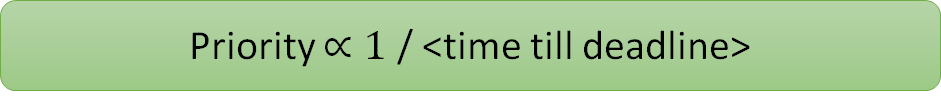 Priority ∝ 1 / <time till deadline>